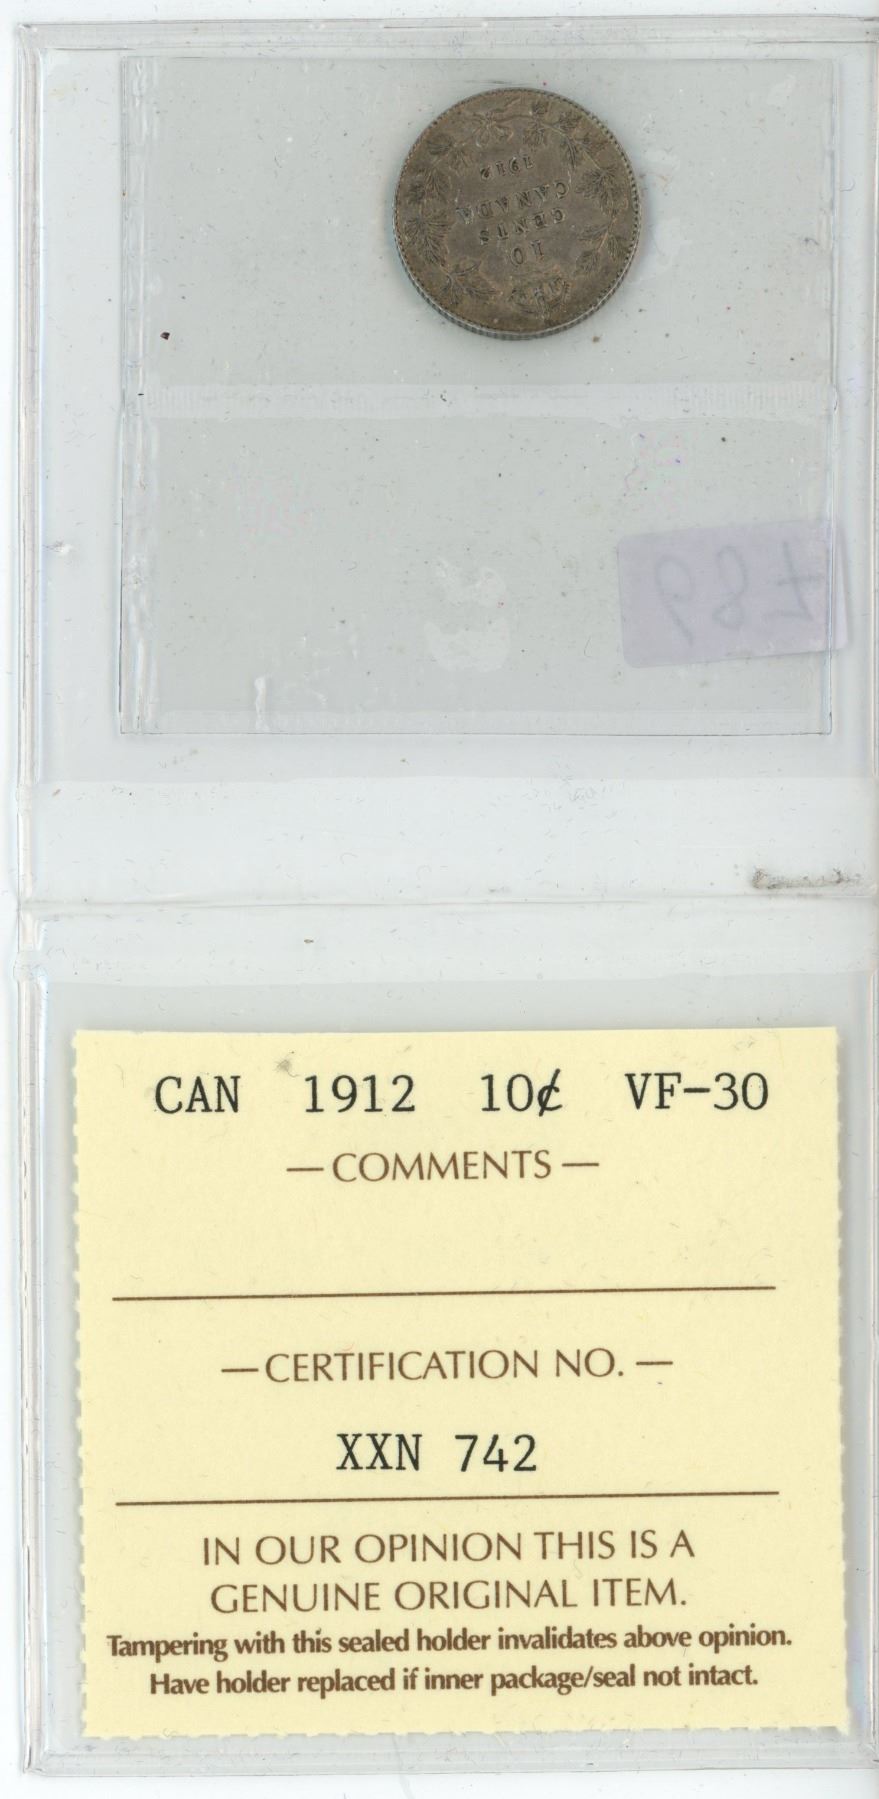 10
CENTS
CANADA
1912
CAN 1912 10¢ VF-30
— COMMENTS —
— CERTIFICATION NO. —
XXN 742
IN OUR OPINION THIS IS A
GENUINE ORIGINAL ITEM.
Tampering with this sealed holder invalidates above opinion.
Have holder replaced if inner package/seal not intact.